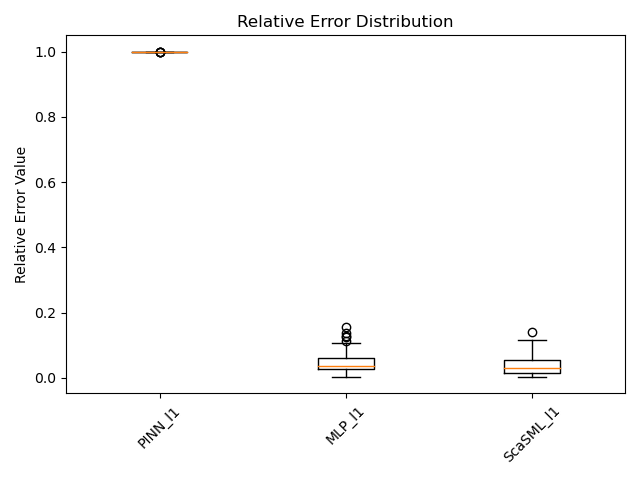 Relative Error Distribution
Relative Error Value
1.0
0.8
0.6
0.4
0.2
0.0
PINN_l1
MLP_l1
ScaSML_l1